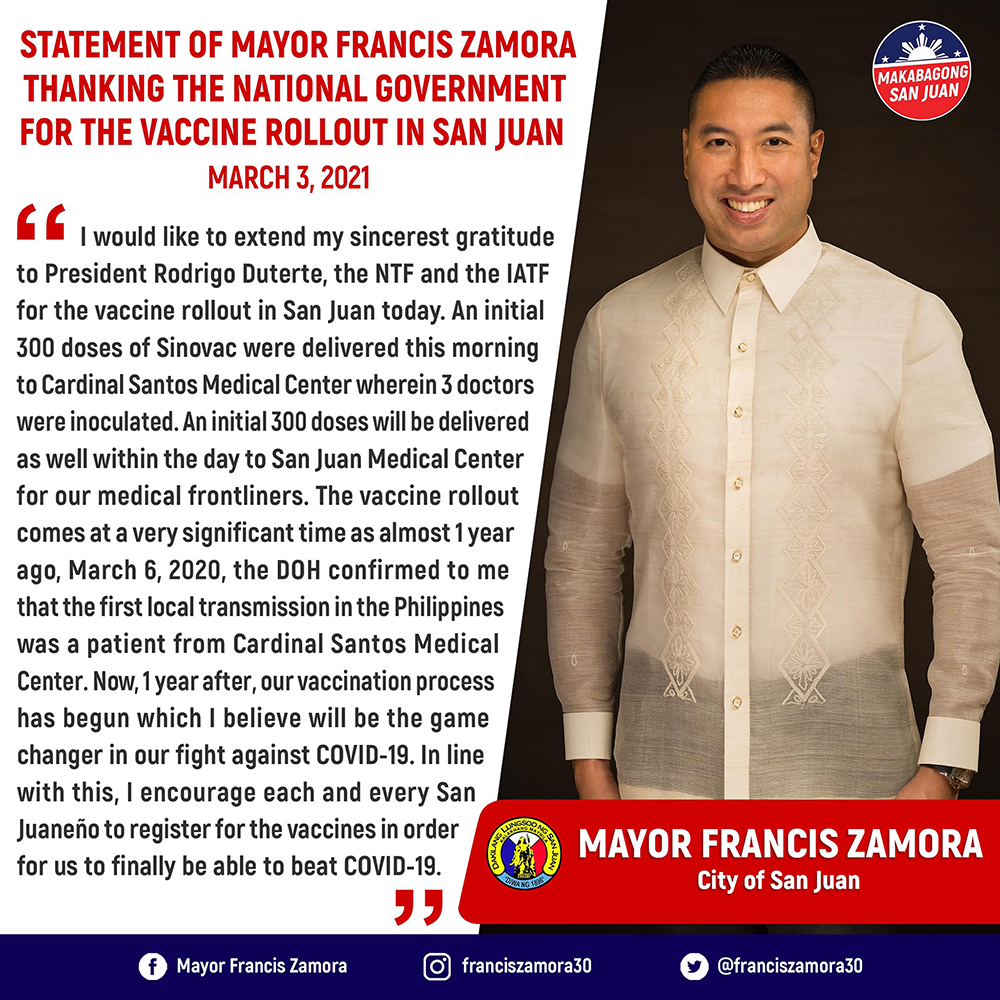 STATEMENT OF MAYOR FRANCIS ZAMORA
THANKING THE NATIONAL GOVERNMENT
FOR THE VACCINE ROLLOUT IN SAN JUAN
MARCH 3, 2021
MAKABAGONG
SAN JUAN
“ I would like to extend my sincerest gratitude
to President Rodrigo Duterte, the NTF and the IATF
for the vaccine rollout in San Juan today. An initial
300 doses of Sinovac were delivered this morning
to Cardinal Santos Medical Center wherein 3 doctors
were inoculated. An initial 300 doses will be delivered
as well within the day to San Juan Medical Center
for our medical frontliners. The vaccine rollout
comes at a very significant time as almost 1 year
ago, March 6, 2020, the DOH confirmed to me
that the first local transmission in the Philippines
was a patient from Cardinal Santos Medical
Center. Now, 1 year after, our vaccination process
has begun which I believe will be the game
changer in our fight against COVID-19. In line
with this, I encourage each and every San
Juaneño to register for the vaccines in order
for us to finally be able to beat COVID-19.
”
DAKILANG LUNGSOD NG SAN JUAN
"DIWA NG 1896"
MAYOR FRANCIS ZAMORA
City of San Juan
Mayor Francis Zamora
franciszamora30
@franciszamora30